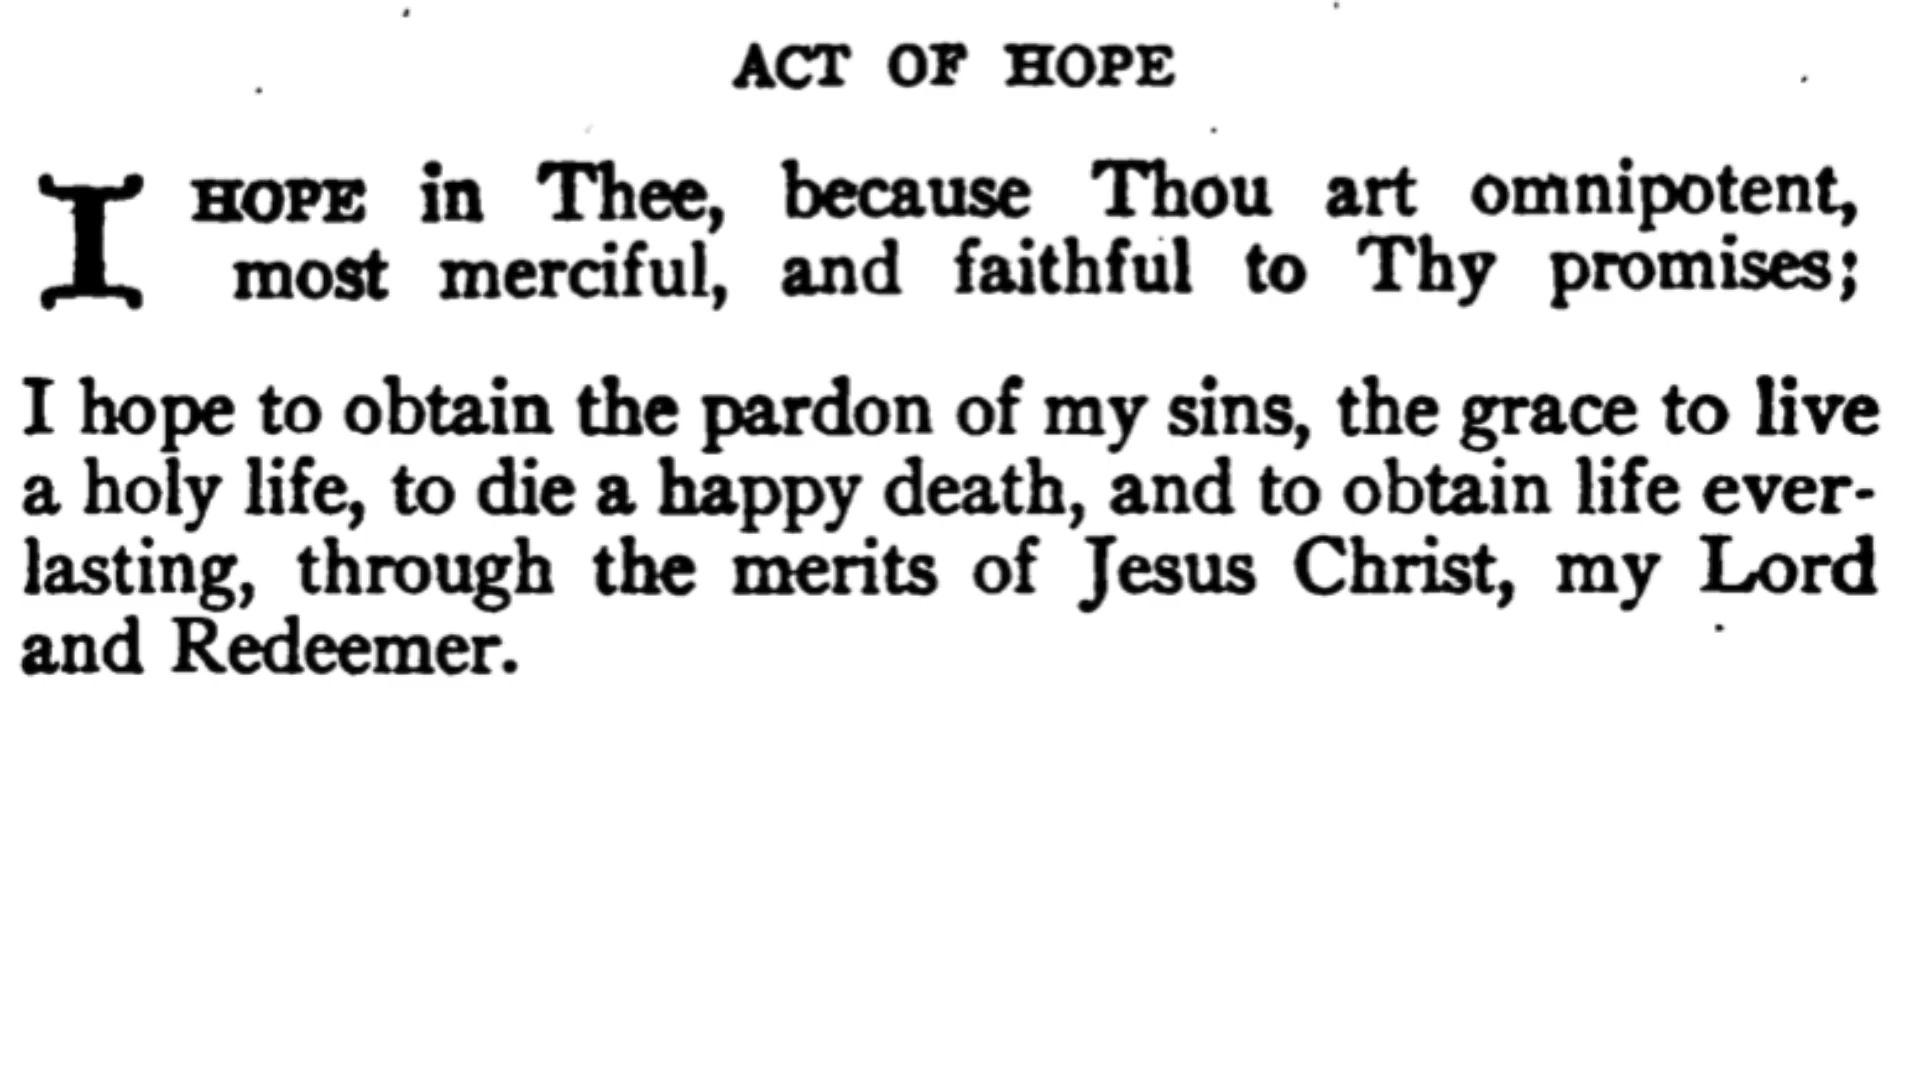 ACT OF HOPE
I HOPE in Thee, because Thou art omnipotent,
most merciful, and faithful to Thy promises;
I hope to obtain the pardon of my sins, the grace to live
a holy life, to die a happy death, and to obtain life ever-
lasting, through the merits of Jesus Christ, my Lord
and Redeemer.